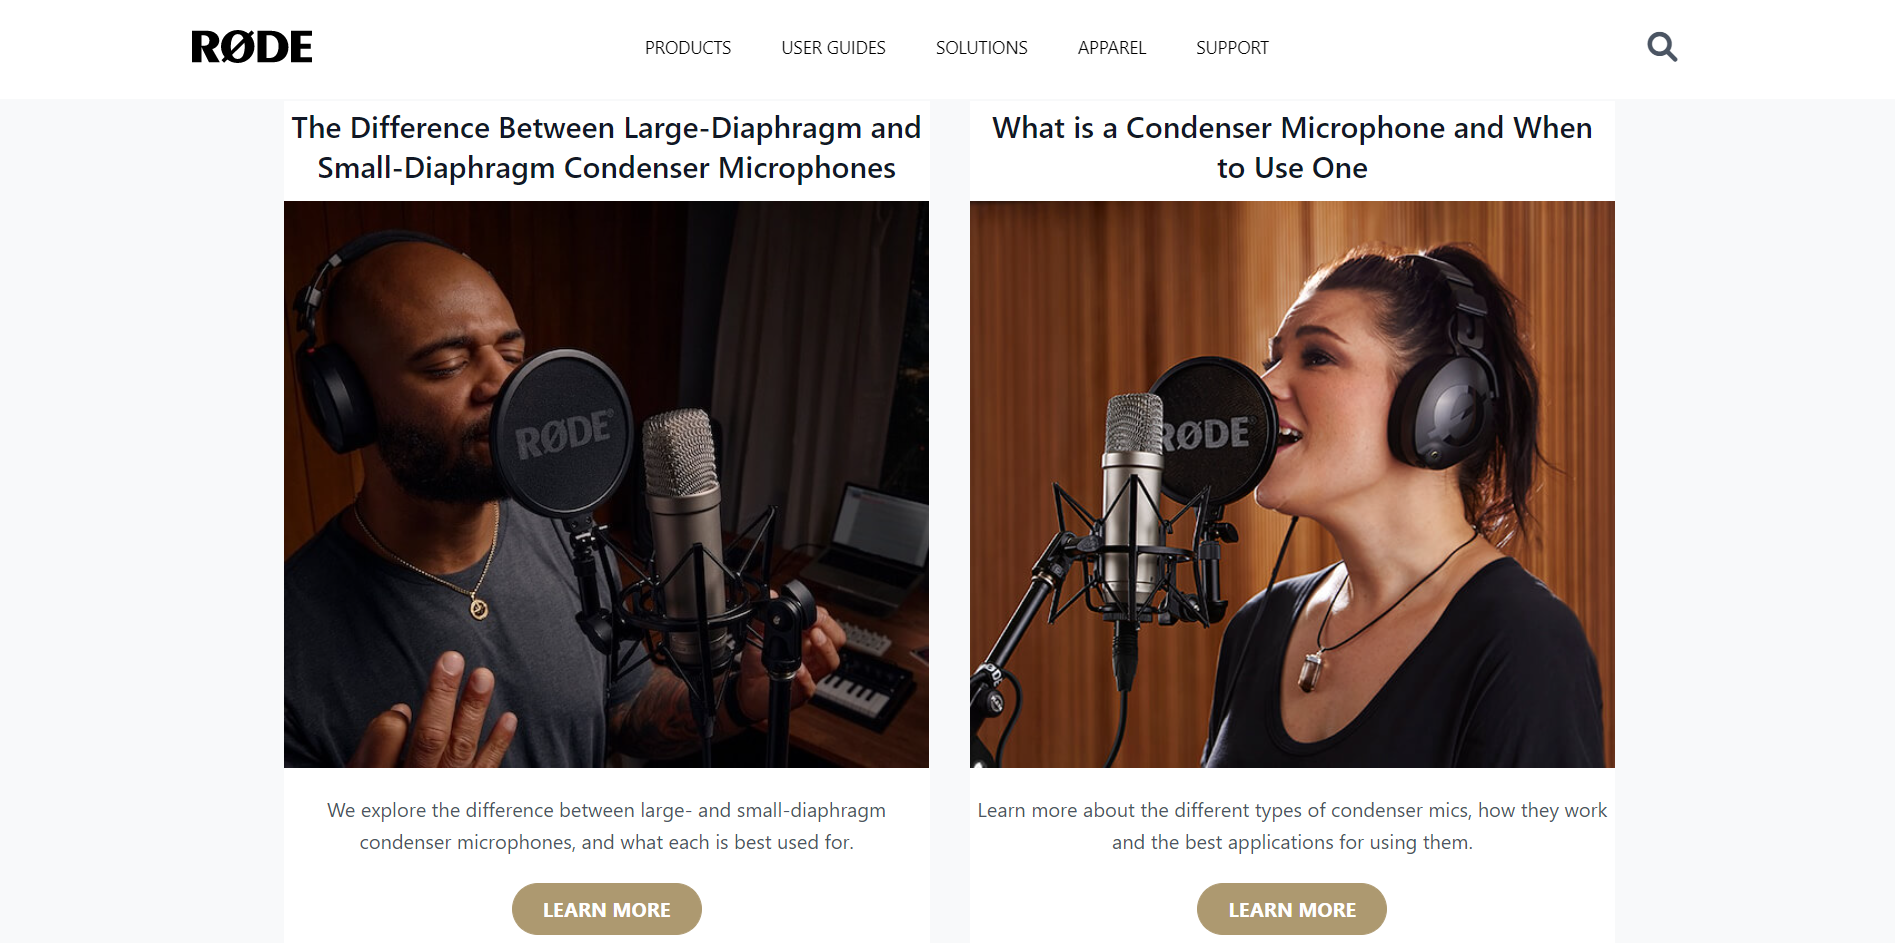 RØDE
PRODUCTS
USER GUIDES
SOLUTIONS
APPAREL
SUPPORT
The Difference Between Large-Diaphragm and
Small-Diaphragm Condenser Microphones
RØDE®
We explore the difference between large- and small-diaphragm
condenser microphones, and what each is best used for.
LEARN MORE
What is a Condenser Microphone and When
to Use One
RØDE
RØDE
Learn more about the different types of condenser mics, how they work
and the best applications for using them.
LEARN MORE